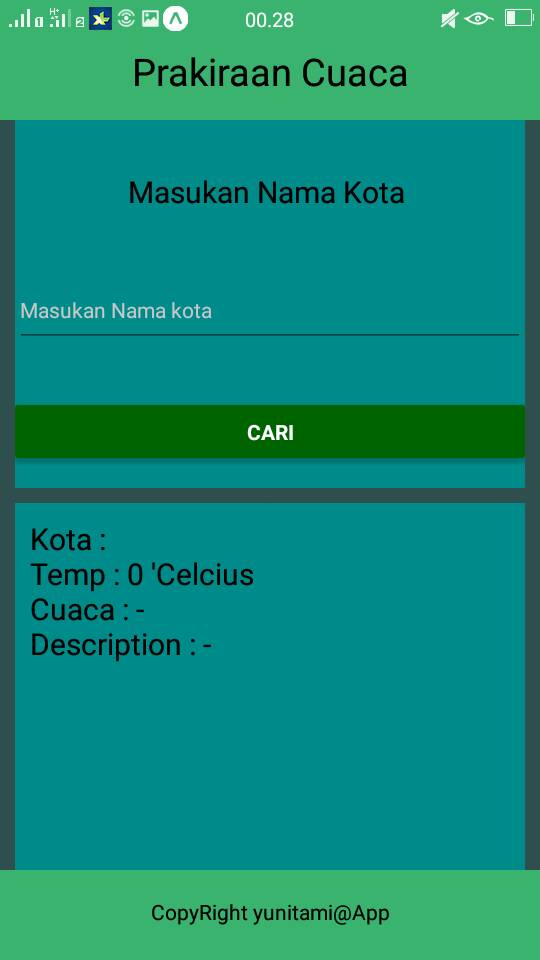 00.28
Prakiraan Cuaca
Masukan Nama Kota
Masukan Nama kota
CARI
Kota :
Temp : 0 'Celcius
Cuaca : -
Description : -
CopyRight yunitami@App